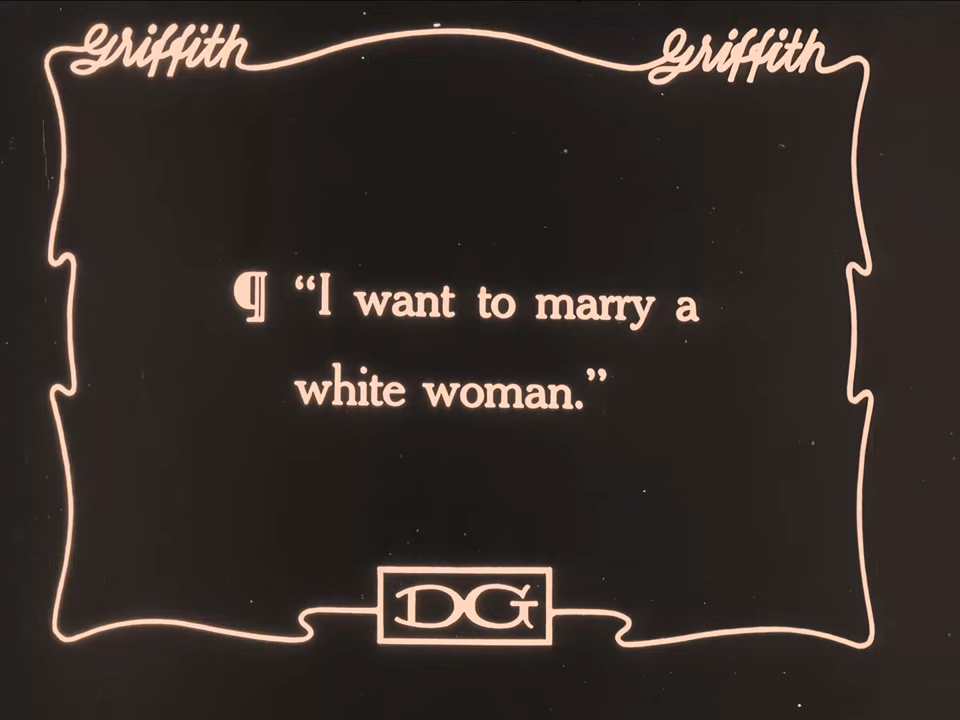 Griffith Griffith
¶ “I want to marry a
white woman.”
DG